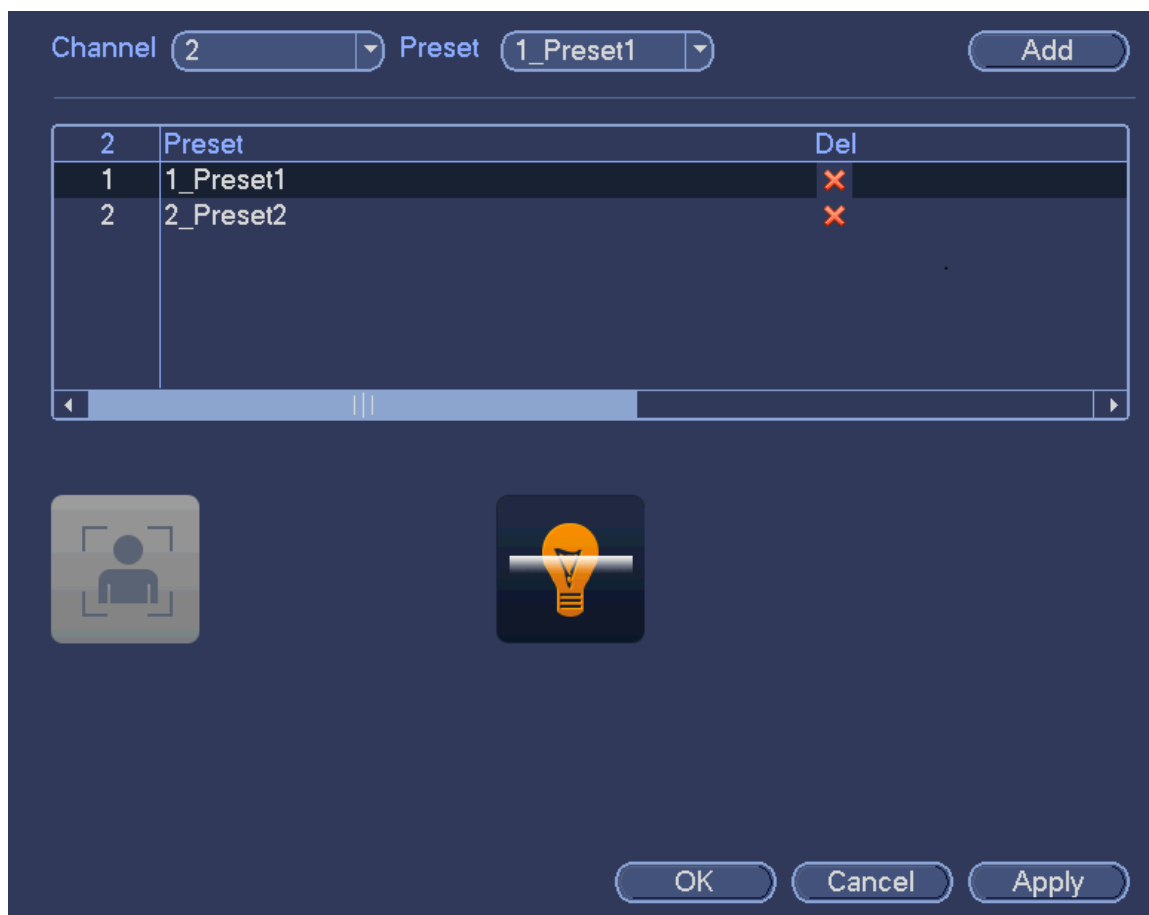 Channel 2 Preset 1_Preset1 Add
2 Preset Del
1 1_Preset1
2 2_Preset2
OK Cancel Apply